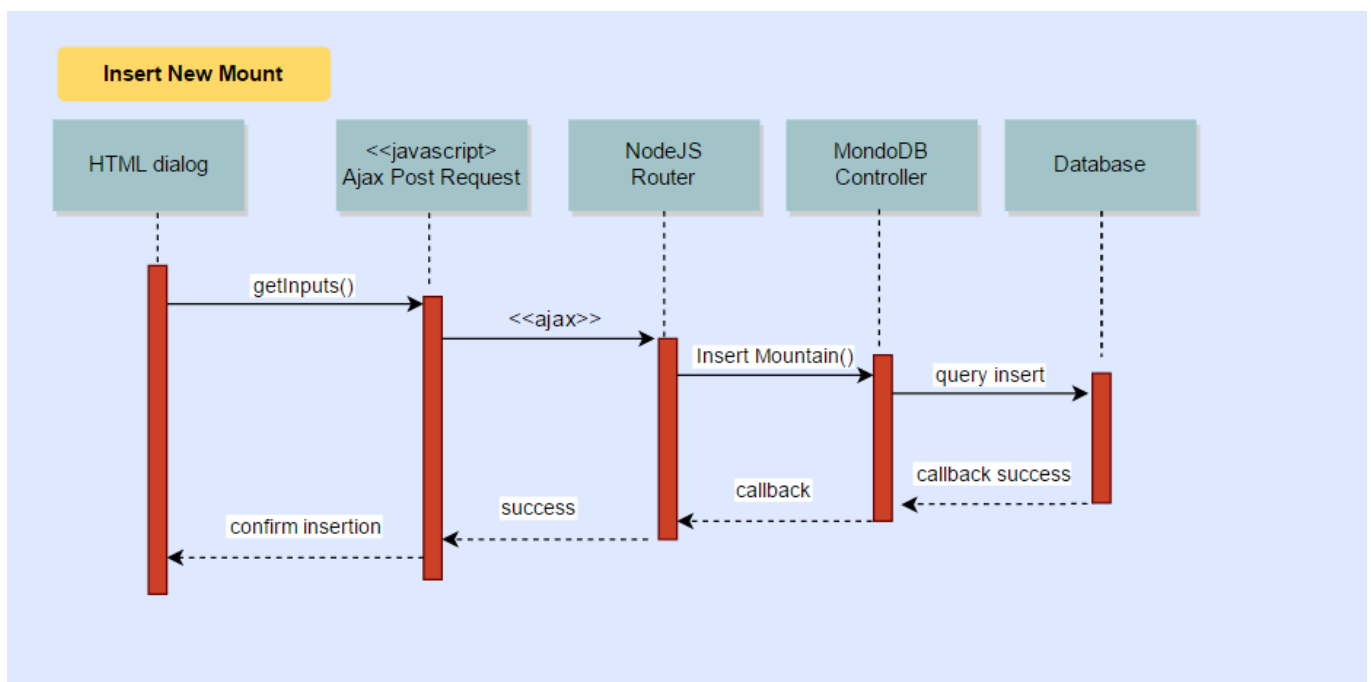 Insert New Mount
HTML dialog
<<javascript>
Ajax Post Request
NodeJS
Router
MondoDB
Controller
Database
getInputs()
<<ajax>>
Insert Mountain()
query insert
callback success
callback
success
confirm insertion